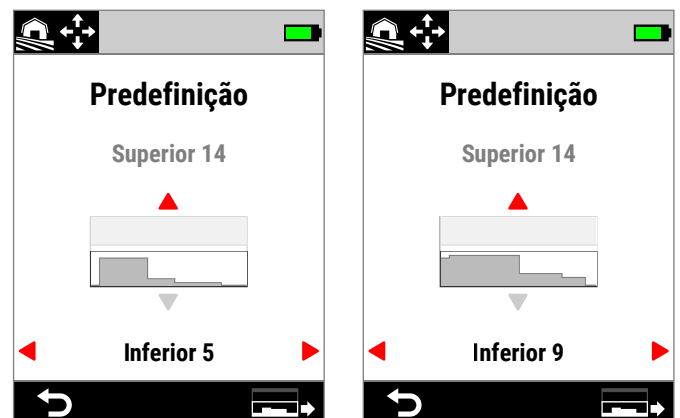 Predefinição
Superior 14
Inferior 5
Predefinição
Superior 14
Inferior 9